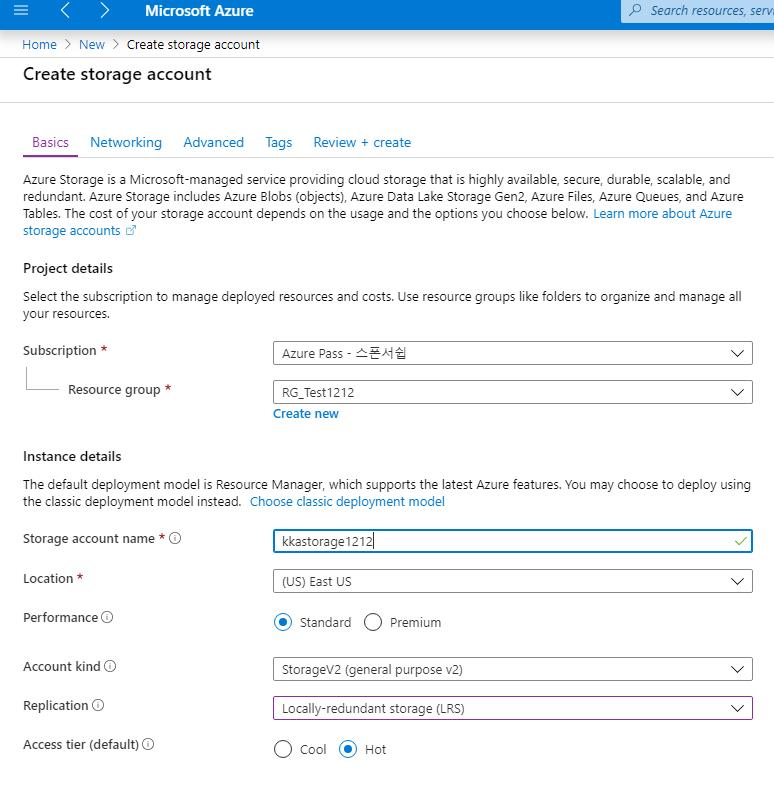 Microsoft Azure
Search resources, serv
Home > New > Create storage account
Create storage account
Basics Networking Advanced Tags Review + create
Azure Storage is a Microsoft-managed service providing cloud storage that is highly available, secure, durable, scalable, and
redundant. Azure Storage includes Azure Blobs (objects), Azure Data Lake Storage Gen2, Azure Files, Azure Queues, and Azure
Tables. The cost of your storage account depends on the usage and the options you choose below. Learn more about Azure
storage accounts
Project details
Select the subscription to manage deployed resources and costs. Use resource groups like folders to organize and manage all
your resources.
Subscription * Azure Pass - 스폰서쉽
Resource group * RG_Test1212
Create new
Instance details
The default deployment model is Resource Manager, which supports the latest Azure features. You may choose to deploy using
the classic deployment model instead. Choose classic deployment model
Storage account name * kkastorage1212
Location * (US) East US
Performance Standard Premium
Account kind StorageV2 (general purpose v2)
Replication Locally-redundant storage (LRS)
Access tier (default) Cool Hot